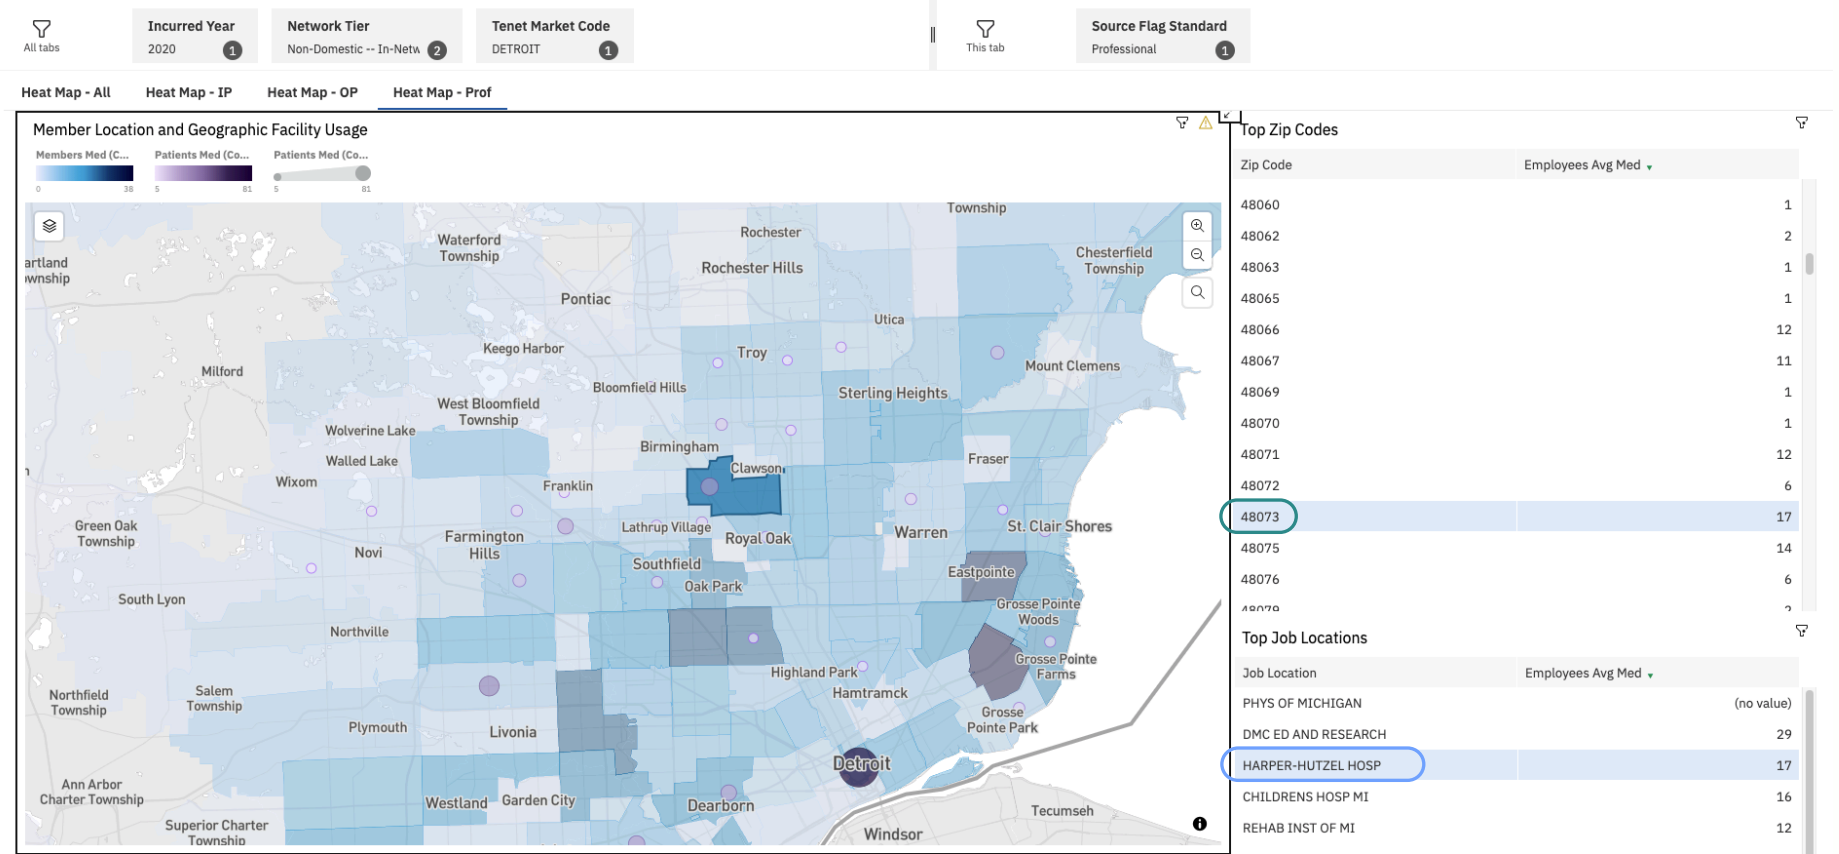 Incurred Year
2020
1
Network Tier
Non-Domestic -- In-Netw
2
Tenet Market Code
DETROIT
1
All tabs
Source Flag Standard
Professional
1
This tab
Heat Map - All
Heat Map - IP
Heat Map - OP
Heat Map - Prof
Member Location and Geographic Facility Usage
Members Med (C...
Patients Med (Co...
Patients Med (Co...
0
38
5
81
5
81
Township
Rochester
Waterford
Township
Chesterfield
Township
artland
ownship
Rochester Hills
Pontiac
Utica
Keego Harbor
Troy
Mount Clemens
Milford
Bloomfield Hills
Sterling Heights
West Bloomfield
Township
Wolverine Lake
Birmingham
Walled Lake
Clawson
Fraser
Wixom
Franklin
Green Oak
Township
Lathrup Village
St. Clair Shores
Farmington
Hills
Royal Oak
Warren
Novi
Southfield
Eastpointe
Oak Park
South Lyon
Grosse Pointe
Woods
Northville
Grosse Pointe
Farms
Highland Park
Salem
Township
Hamtramck
Northfield
Township
Grosse
Pointe Park
Plymouth
Livonia
Detroit
Ann Arbor
Charter Township
Westland
Garden City
Dearborn
Tecumseh
Superior Charter
Township
Windsor
Top Zip Codes
Zip Code
Employees Avg Med
48060
1
48062
2
48063
1
48065
1
48066
12
48067
11
48069
1
48070
1
48071
12
48072
6
48073
17
48075
14
48076
6
48079
2
Top Job Locations
Job Location
Employees Avg Med
PHYS OF MICHIGAN
(no value)
DMC ED AND RESEARCH
29
HARPER-HUTZEL HOSP
17
CHILDRENS HOSP MI
16
REHAB INST OF MI
12